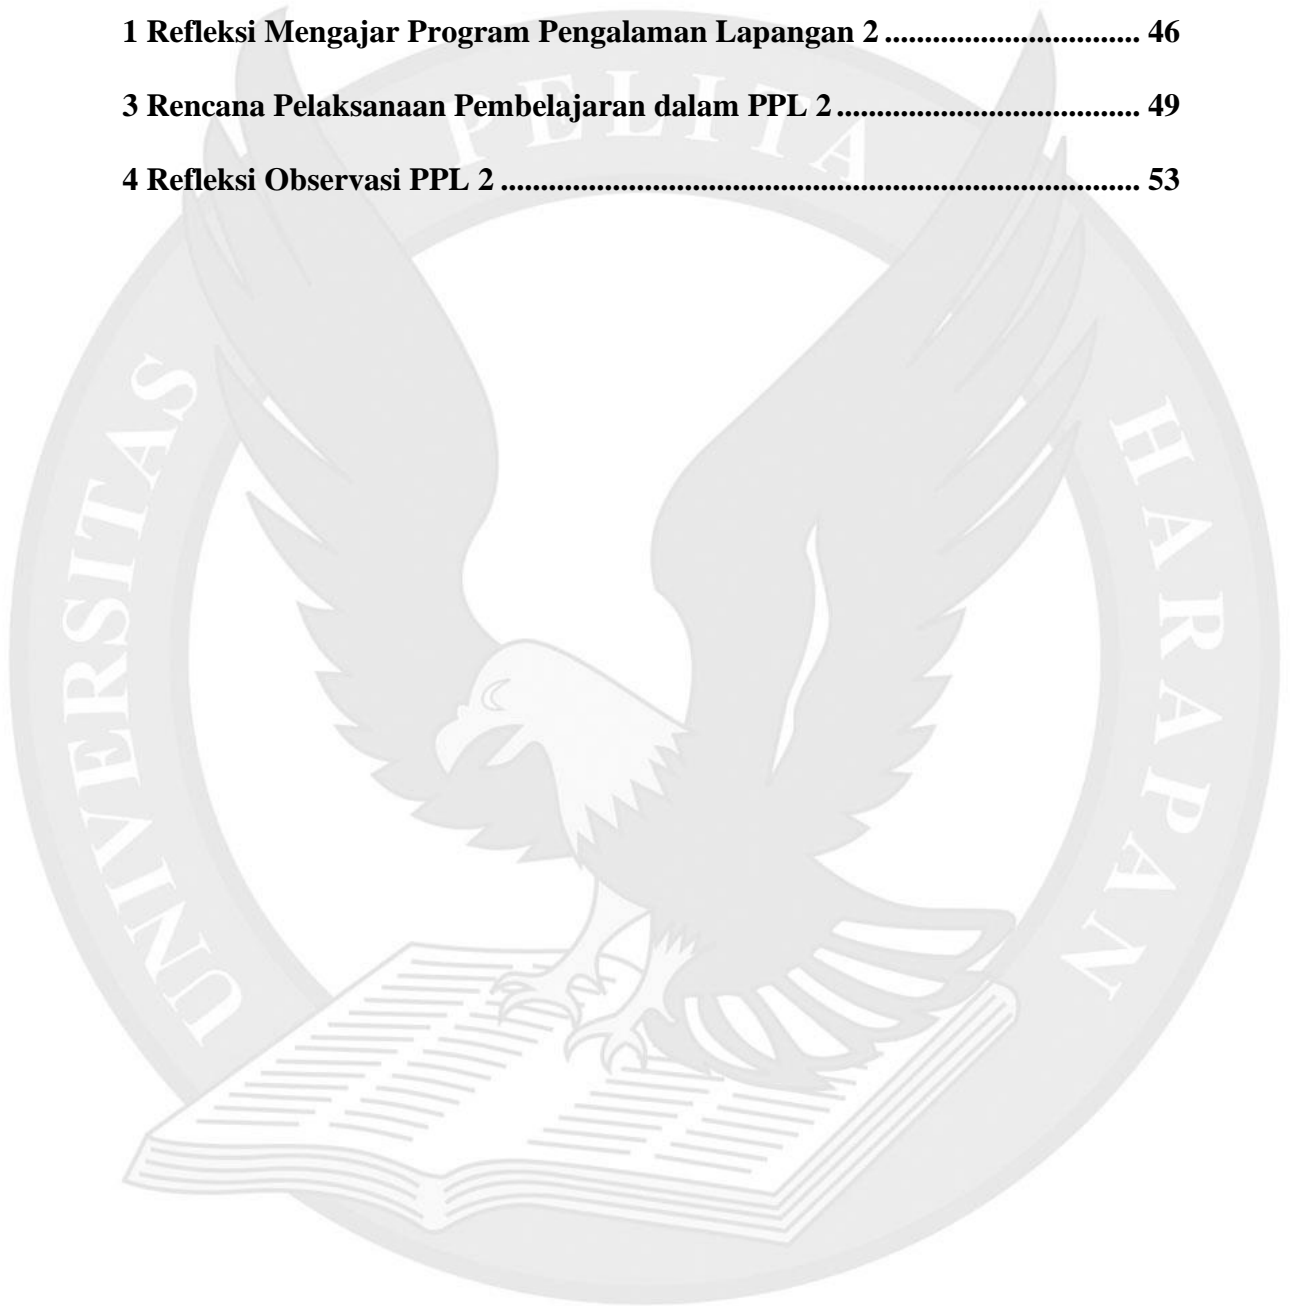 1 Refleksi Mengajar Program Pengalaman Lapangan 2 ................................ 46
3 Rencana Pelaksanaan Pembelajaran dalam PPL 2 ...................................... 49
4 Refleksi Observasi PPL 2 ................................................................................ 53
UNIVERSITAS PELITA HARAPAN